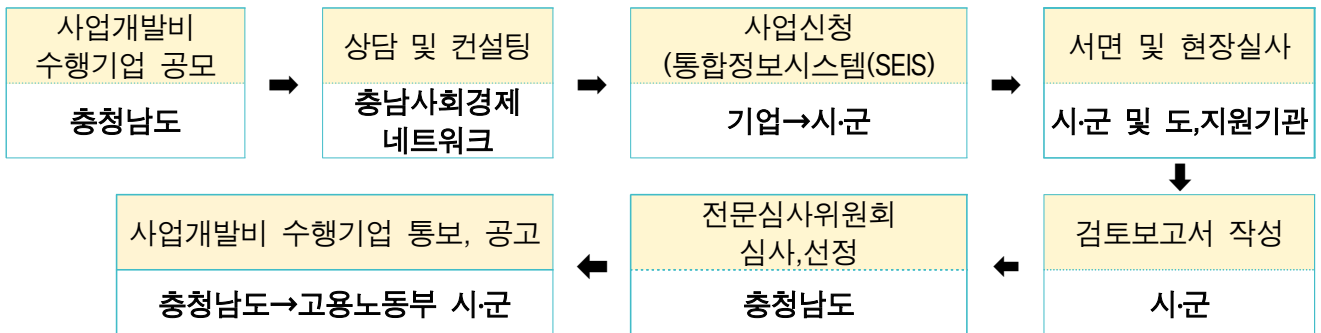 사업개발비
수행기업 공모
충청남도
상담 및 컨설팅
충남사회경제
네트워크
사업신청
(통합정보시스템(SEIS)
기업→시·군
서면 및 현장실사
시·군 및 도,지원기관
검토보고서 작성
시·군
전문심사위원회
심사,선정
충청남도
사업개발비 수행기업 통보, 공고
충청남도→고용노동부 시·군